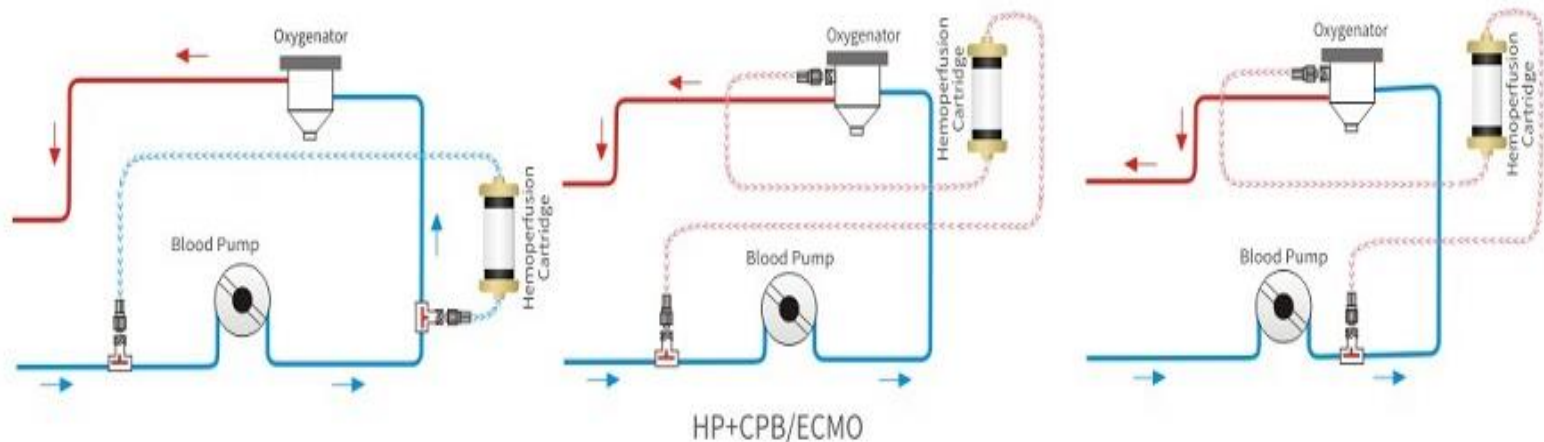 Oxygenator
Blood Pump
Hemoperfusion
Cartridge
Oxygenator
Hemoperfusion
Cartridge
Blood Pump
Oxygenator
Hemoperfusion
Cartridge
Blood Pump
HP+CPB/ECMO